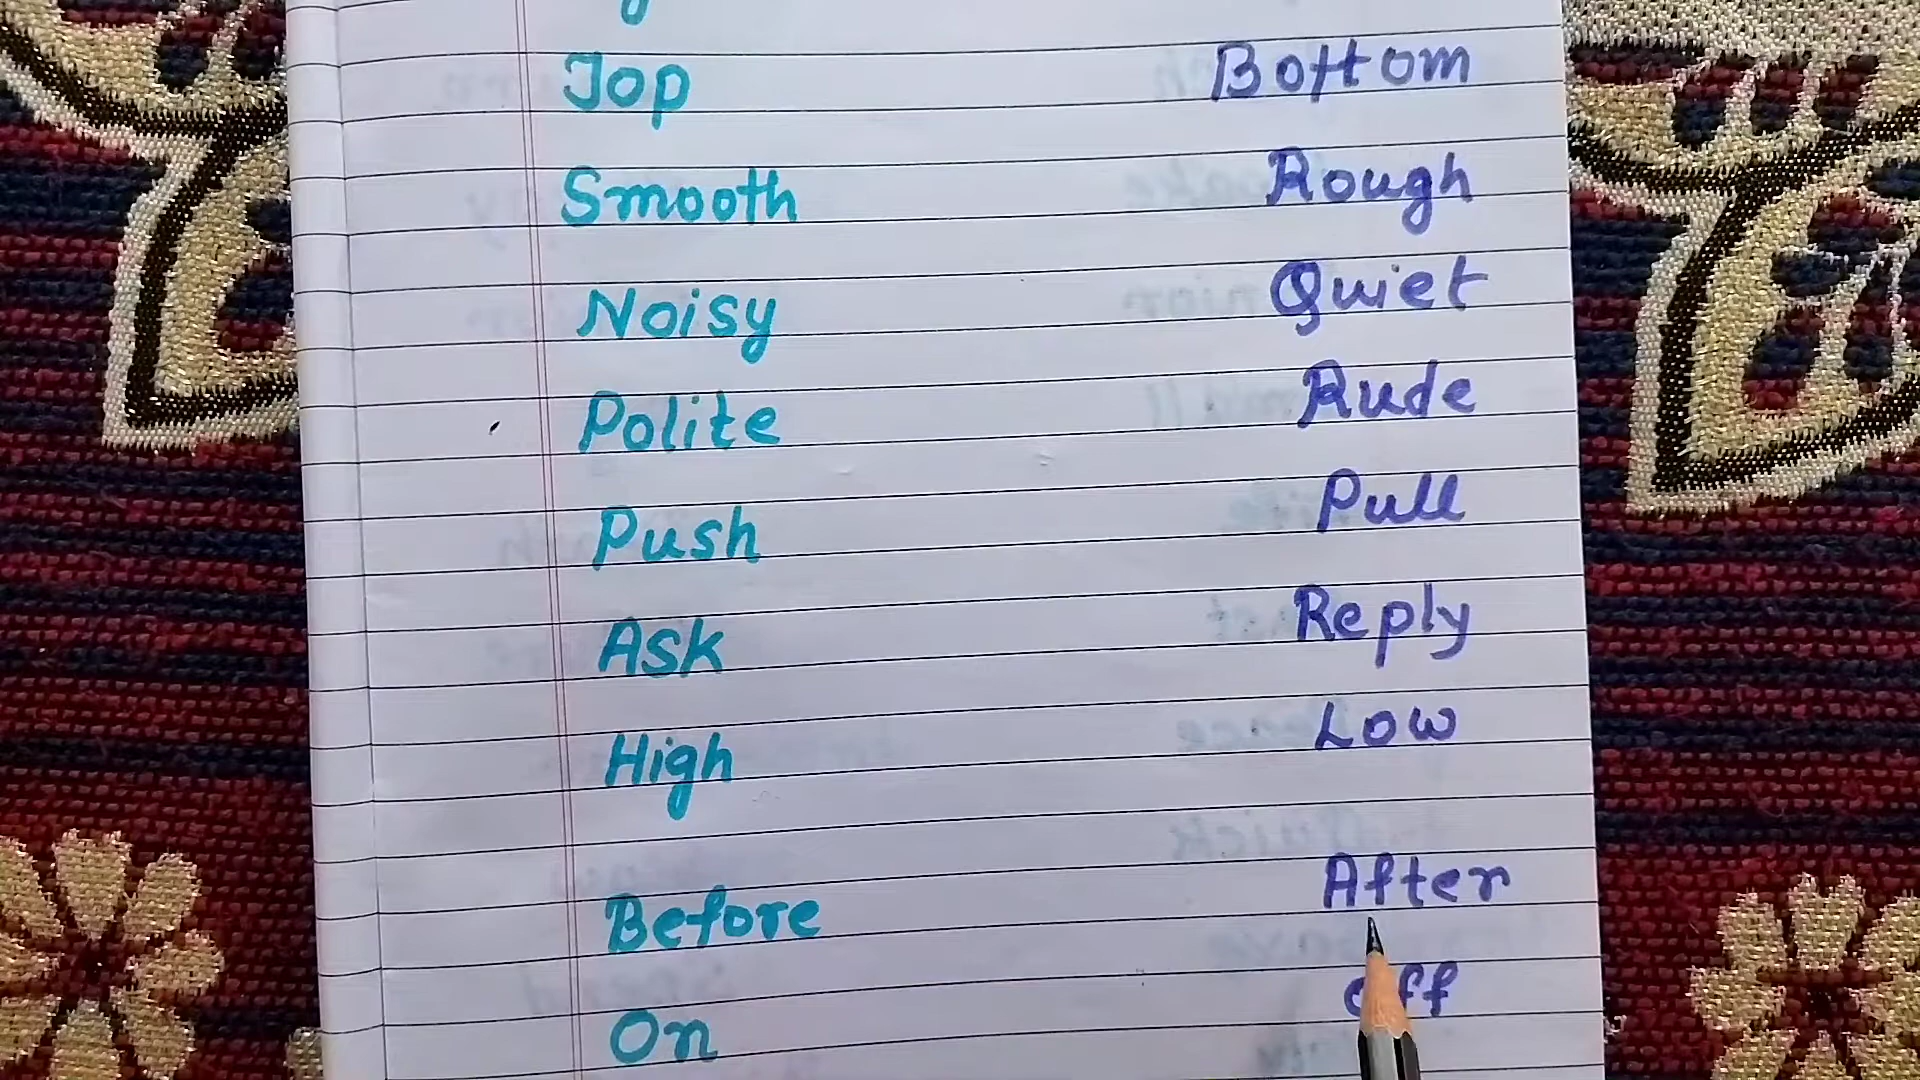 Top Bottom
Smooth Rough
Noisy Quiet
Polite Rude
Push Pull
Ask Reply
High Low
Before After
On off